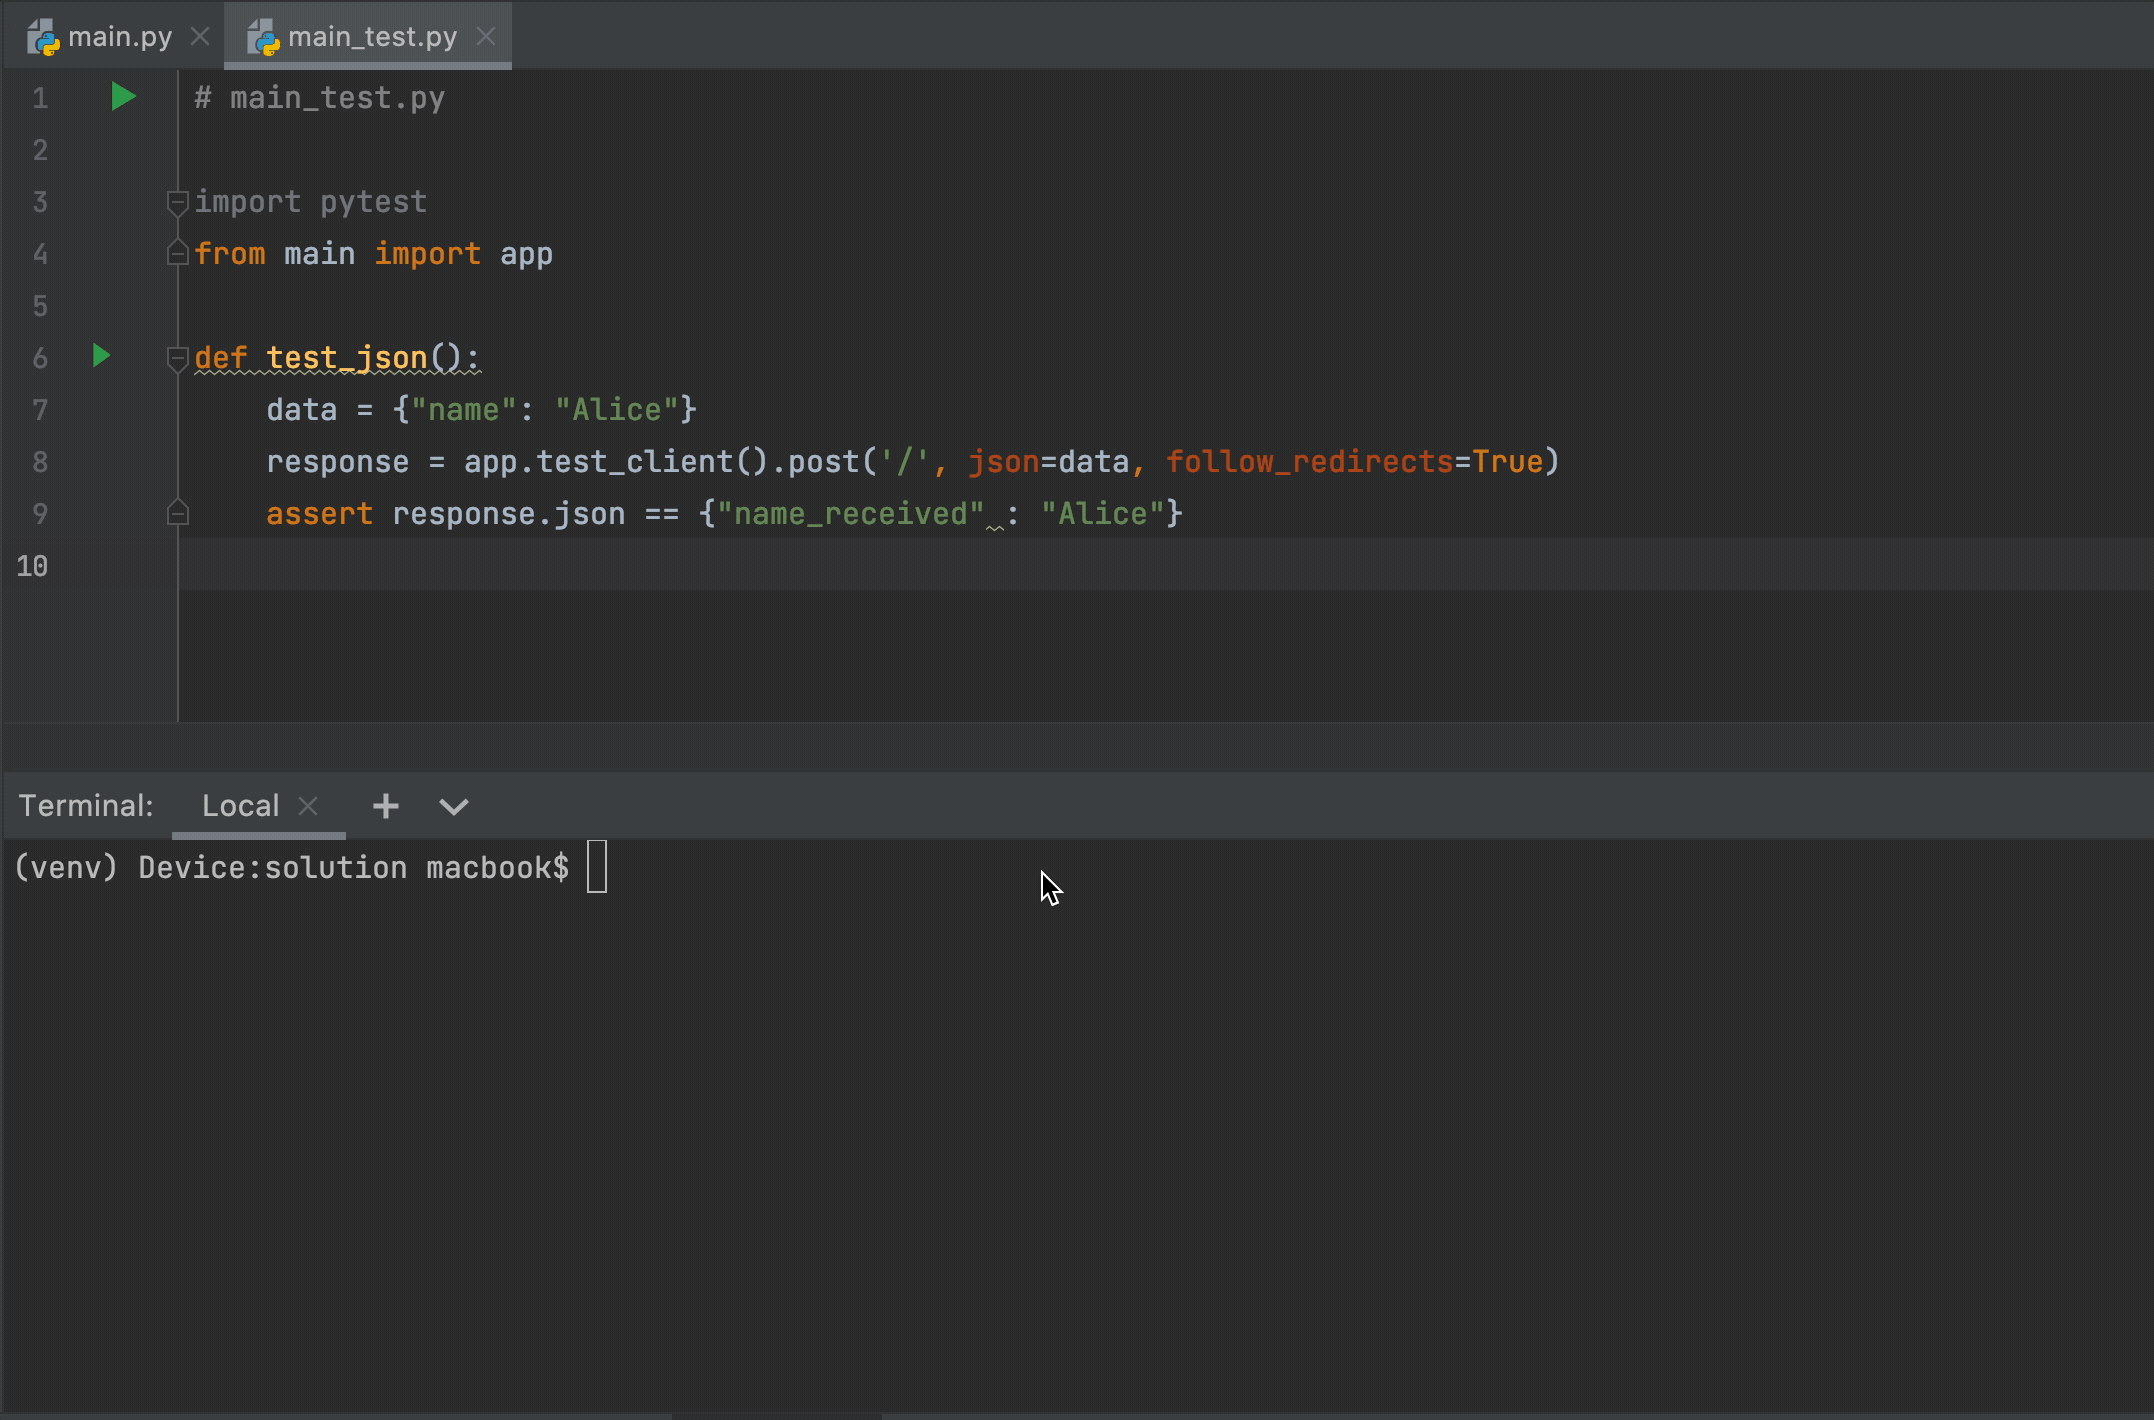 main.py main_test.py
1 # main_test.py
2
3 import pytest
4 from main import app
5
6 def test_json():
7     data = {"name": "Alice"}
8     response = app.test_client().post('/', json=data, follow_redirects=True)
9     assert response.json == {"name_received" : "Alice"}
10
Terminal: Local
(venv) Device:solution macbook$